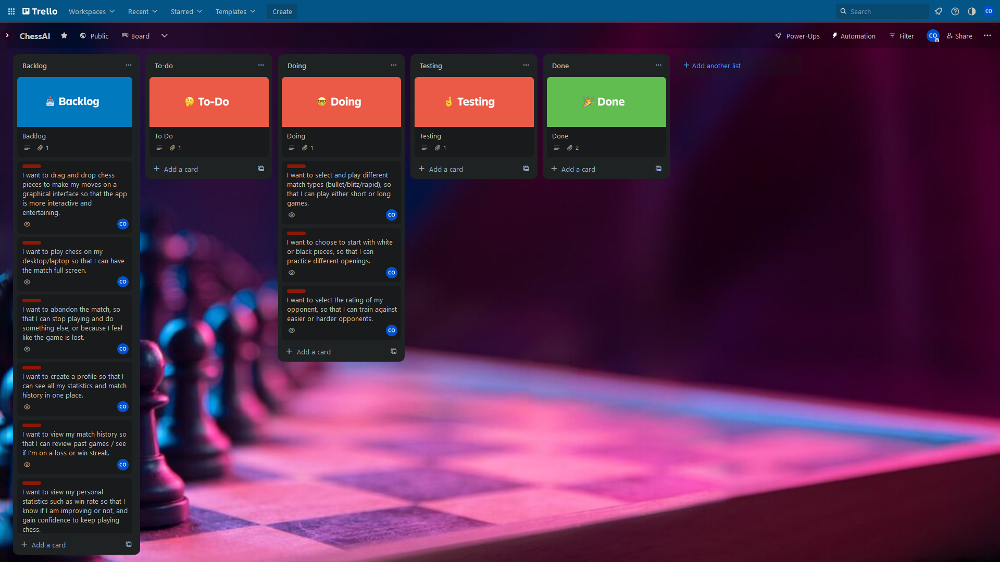 Trello
Workspaces
Recent
Starred
Templates
Create
Search
CO
ChessAI
Public
Board
Power-Ups
Automation
Filter
CO
Share
Backlog
Backlog
Backlog
1
I want to drag and drop chess
pieces to make my moves on a
graphical interface so that the app
is more interactive and
entertaining.
CO
I want to play chess on my
desktop/laptop so that I can have
the match full screen.
CO
I want to abandon the match, so
that I can stop playing and do
something else, or because I feel
like the game is lost.
CO
I want to create a profile so that I
can see all my statistics and match
history in one place.
CO
I want to view my match history so
that I can review past games / see
if I'm on a loss or win streak.
CO
I want to view my personal
statistics such as win rate so that I
know if I am improving or not, and
gain confidence to keep playing
chess.
+ Add a card
To-do
To-Do
To Do
1
+ Add a card
Doing
Doing
Doing
1
I want to select and play different
match types (bullet/blitz/rapid), so
that I can play either short or long
games.
CO
I want to choose to start with white
or black pieces, so that I can
practice different openings.
CO
I want to select the rating of my
opponent, so that I can train against
easier or harder opponents.
CO
+ Add a card
Testing
Testing
Testing
1
+ Add a card
Done
Done
Done
2
+ Add a card
+ Add another list